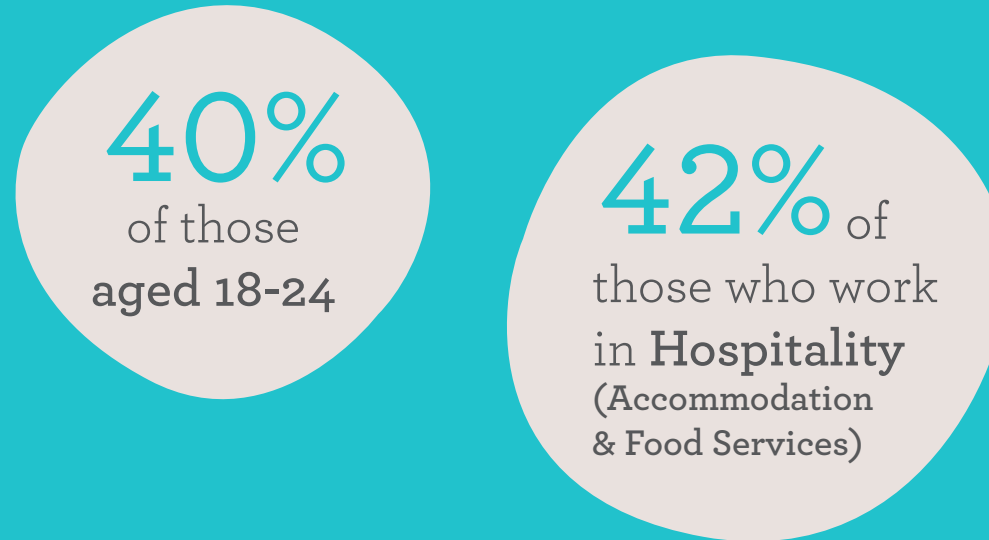 40%
of those
aged 18-24
42% of
those who work
in Hospitality
(Accommodation
& Food Services)